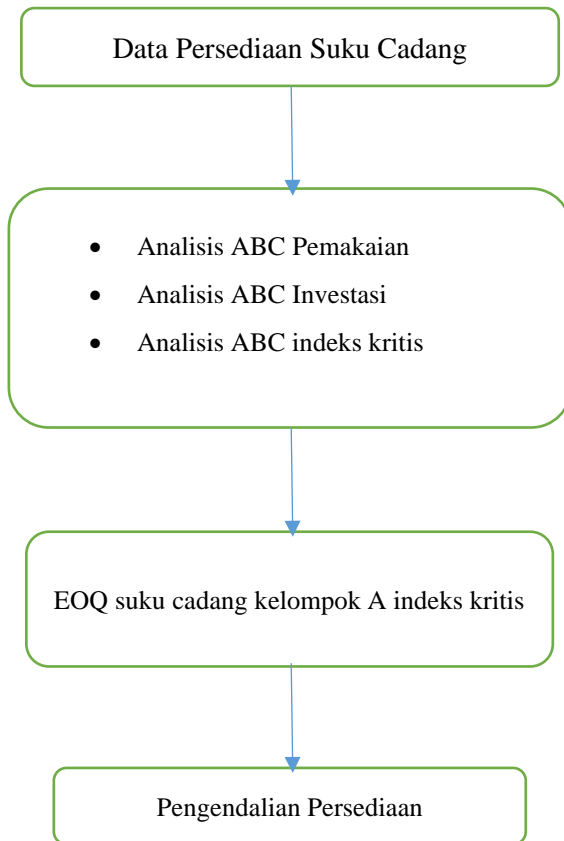 Data Persediaan Suku Cadang
• Analisis ABC Pemakaian
• Analisis ABC Investasi
• Analisis ABC indeks kritis
EOQ suku cadang kelompok A indeks kritis
Pengendalian Persediaan